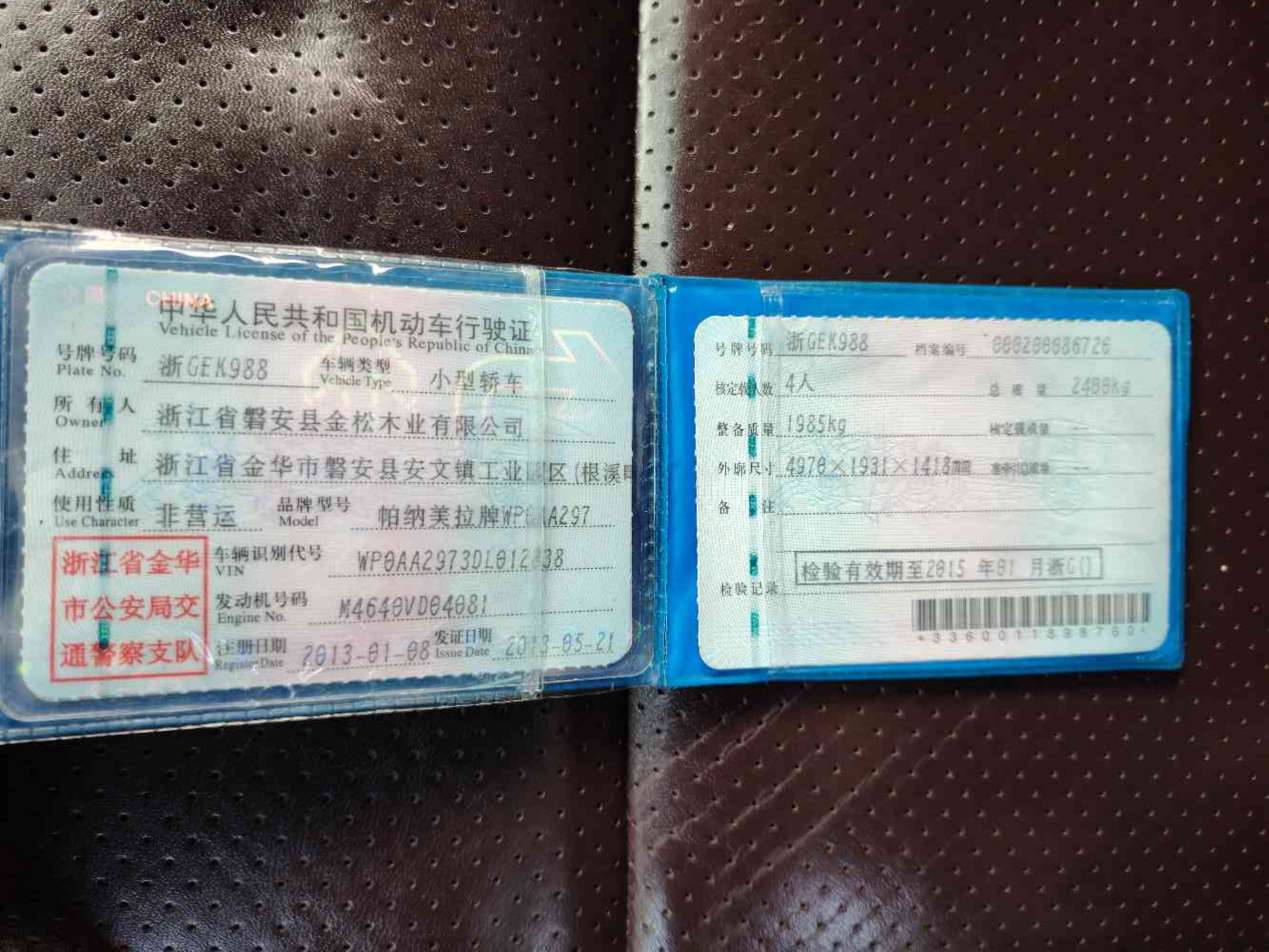 CHINA
中华人民共和国机动车行驶证
Vehicle License of the People's Republic of China
号牌号码 浙GEK988 车辆类型 小型轿车
Plate No. Vehicle Type
所有人 浙江省磐安县金松木业有限公司
Owner
住址 浙江省金华市磐安县安文镇工业 区(根溪
Address
使用性质 非营运 品牌型号 帕纳美拉牌WP0AA297
Use Character Model
浙江省金华
市公安局交
通警察支队
车辆识别代号
VIN
发动机号码 M4640VD04081
Engine No.
注册日期 2013-01-08 发证日期 2013-05-21
Register Date Issue Date
号牌号码 浙GEK988 档案编号 000200086726
核定载人数 4人 总质量 2400kg
整备质量 1985kg 核定载质量 --
外廓尺寸 4970×1931×1418mm 准牵引总质量 --
备注
检验记录 检验有效期至2015年01月浙G()
*3360011898760*